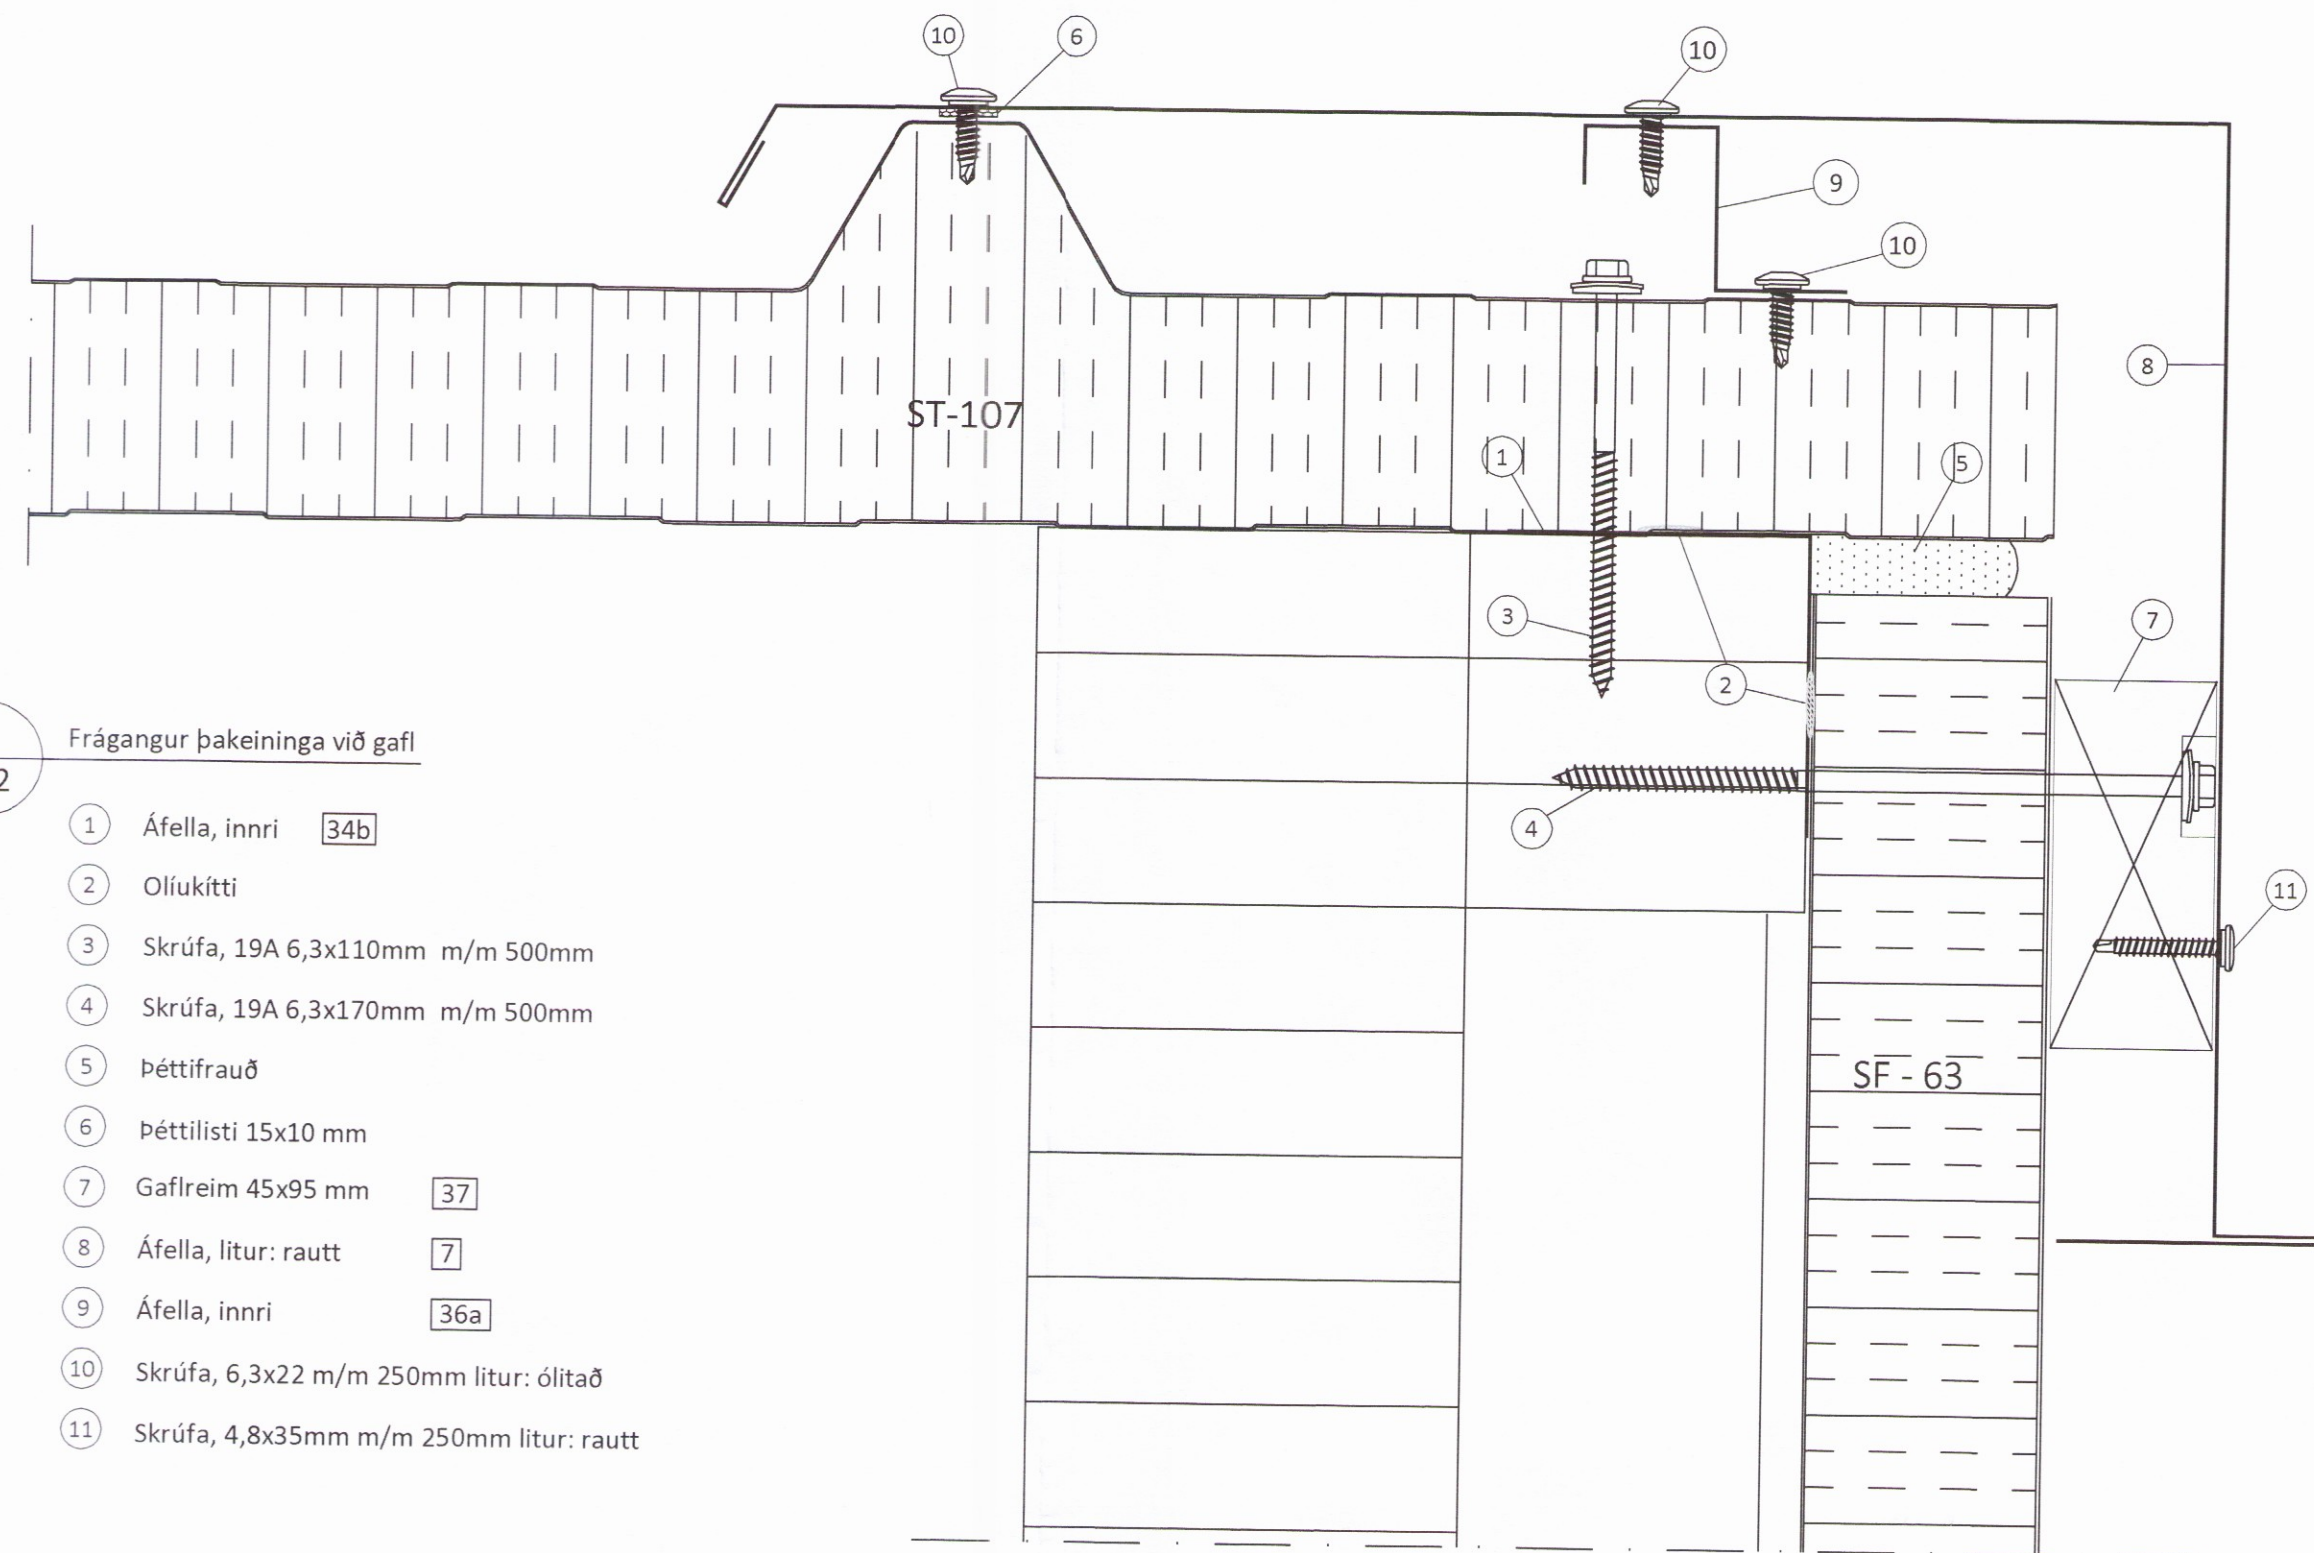 10
6
10
9
10
8
ST-107
1
5
3
7
2
4
11
SF - 63
2
Frágangur þakeininga við gafl
1 Áfella, innri 34b
2 Olíukítti
3 Skrúfa, 19A 6,3x110mm m/m 500mm
4 Skrúfa, 19A 6,3x170mm m/m 500mm
5 Þéttifrauð
6 Þéttilisti 15x10 mm
7 Gaflreim 45x95 mm 37
8 Áfella, litur: rautt 7
9 Áfella, innri 36a
10 Skrúfa, 6,3x22 m/m 250mm litur: ólitað
11 Skrúfa, 4,8x35mm m/m 250mm litur: rautt